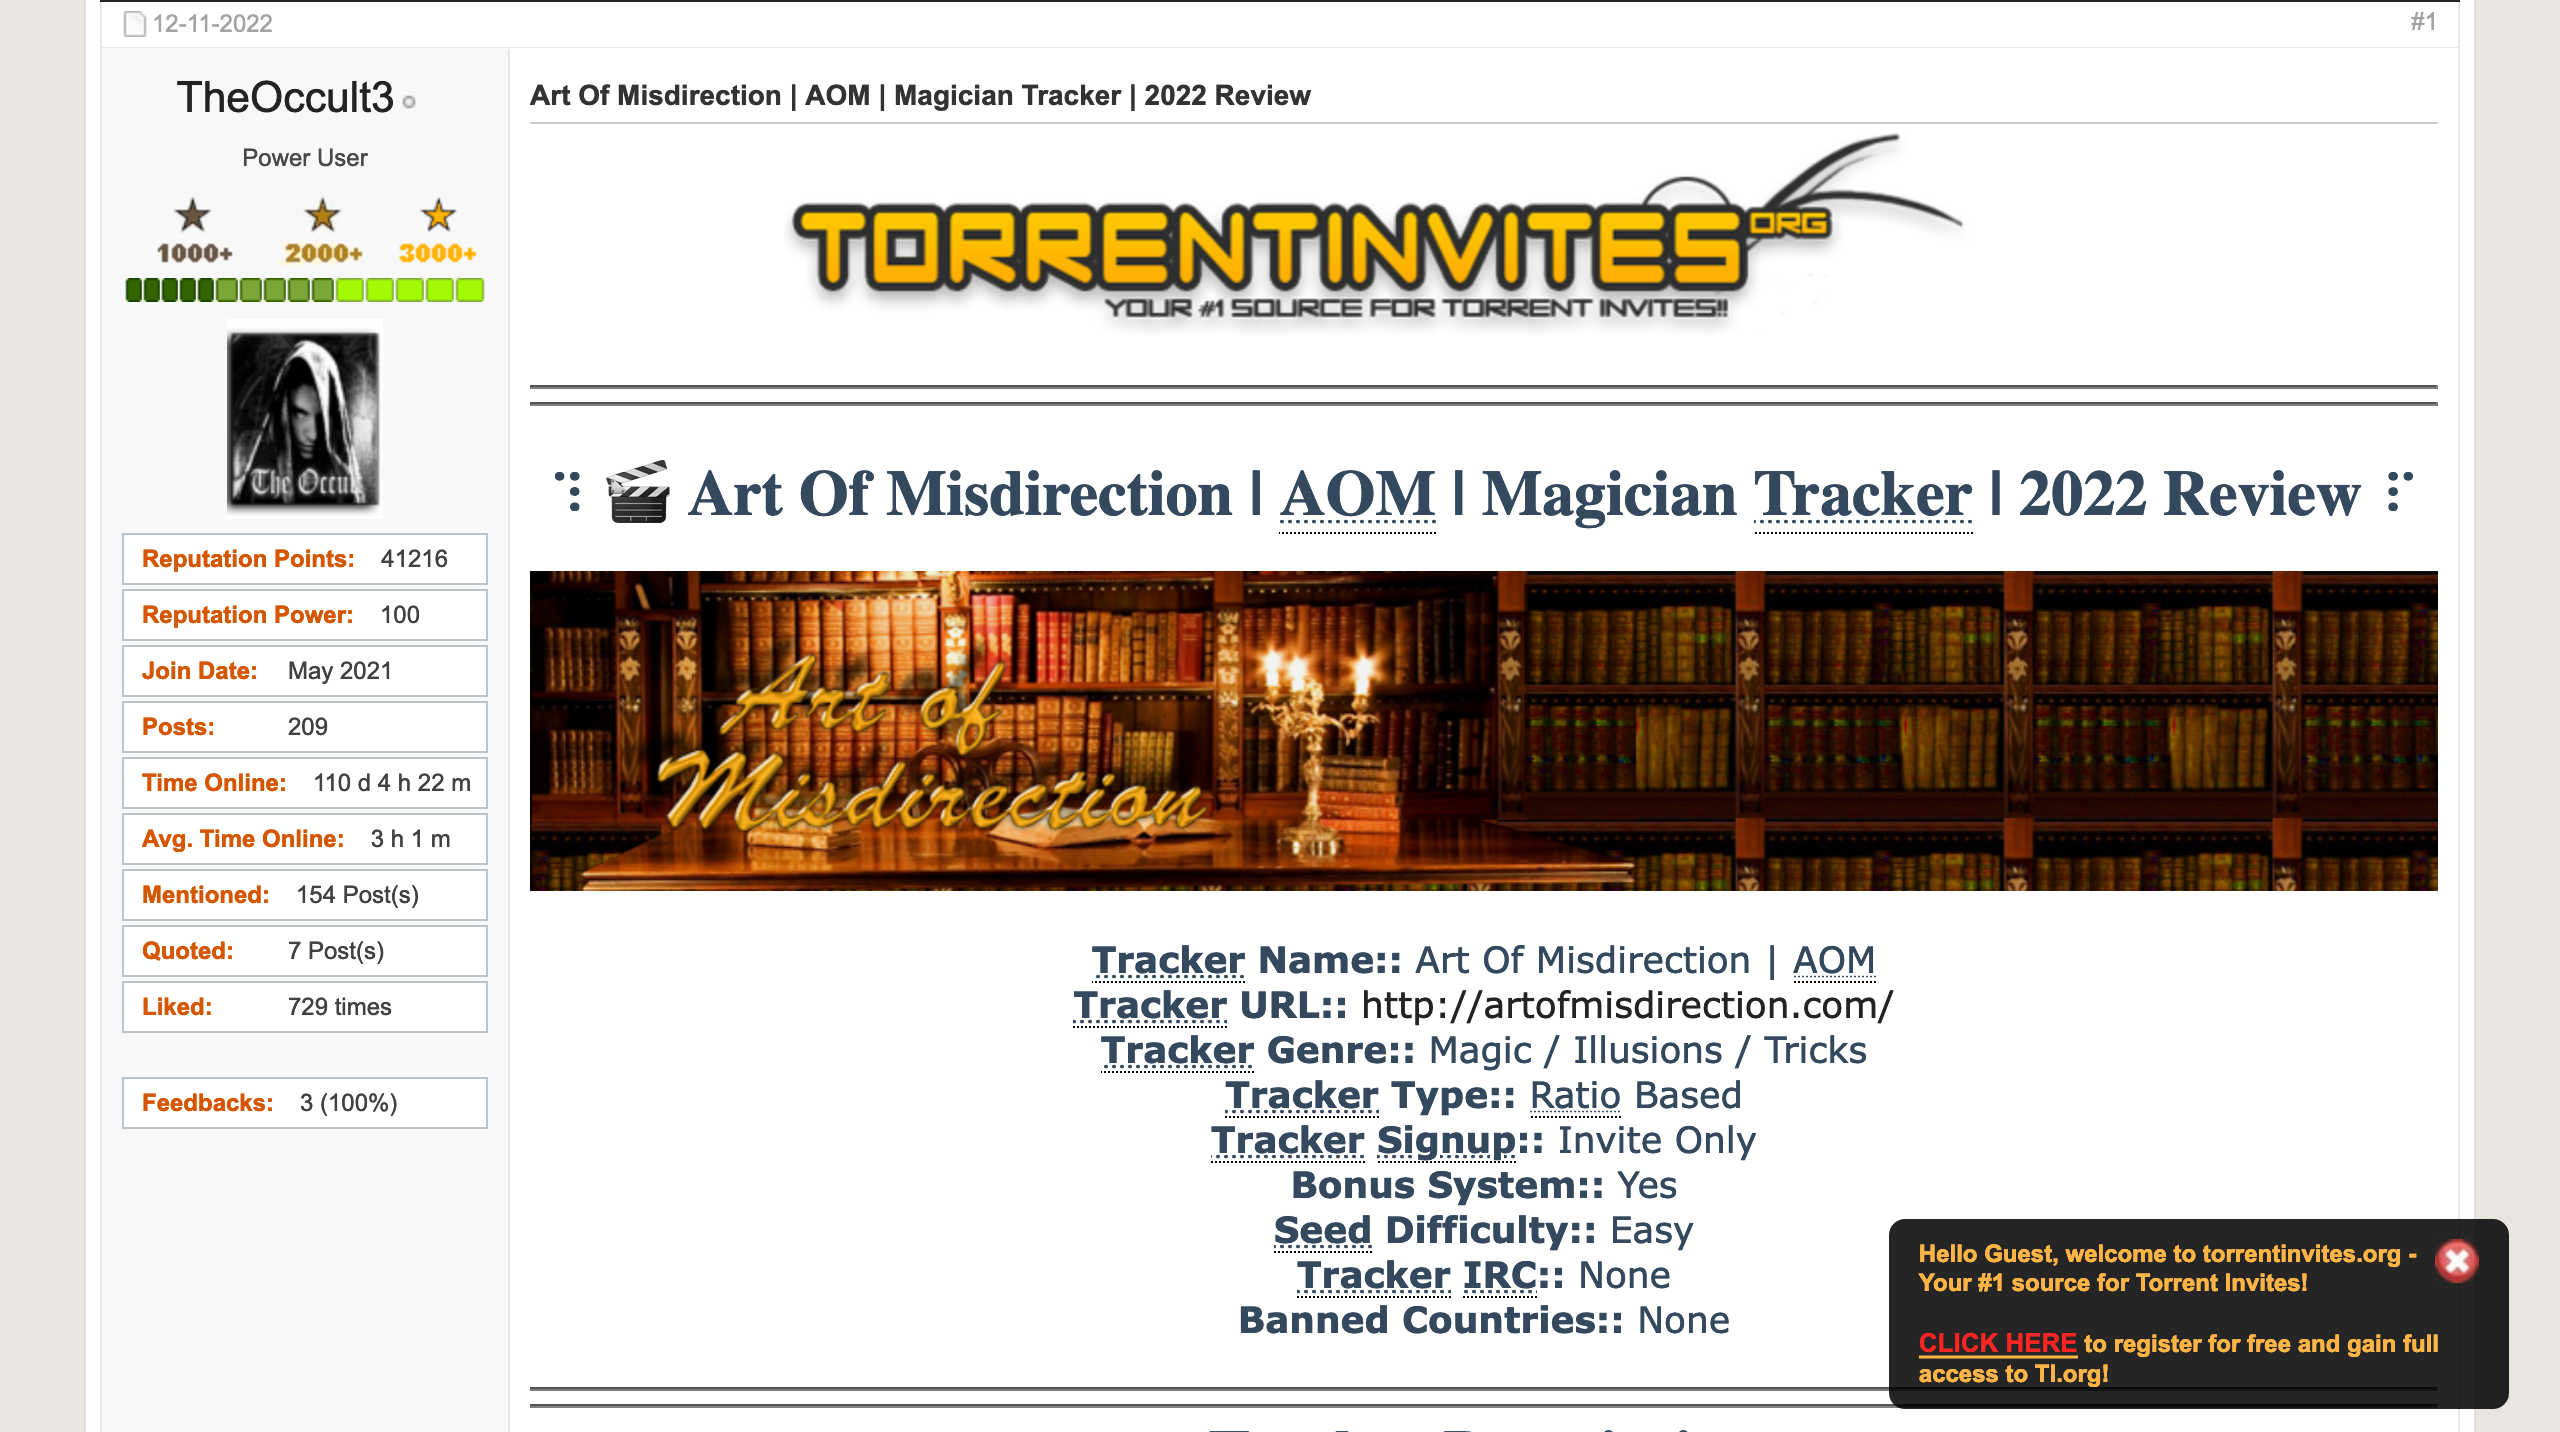 12-11-2022
#1
TheOccult3
Power User
1000+ 2000+ 3000+
The Occul
Reputation Points: 41216
Reputation Power: 100
Join Date: May 2021
Posts: 209
Time Online: 110 d 4 h 22 m
Avg. Time Online: 3 h 1 m
Mentioned: 154 Post(s)
Quoted: 7 Post(s)
Liked: 729 times
Feedbacks: 3 (100%)
Art Of Misdirection | AOM | Magician Tracker | 2022 Review
TORRENTINVITES ORG
YOUR #1 SOURCE FOR TORRENT INVITES!!
Art Of Misdirection | AOM | Magician Tracker | 2022 Review
Art of
Misdirection
Tracker Name:: Art Of Misdirection | AOM
Tracker URL:: http://artofmisdirection.com/
Tracker Genre:: Magic / Illusions / Tricks
Tracker Type:: Ratio Based
Tracker Signup:: Invite Only
Bonus System:: Yes
Seed Difficulty:: Easy
Tracker IRC:: None
Banned Countries:: None
Hello Guest, welcome to torrentinvites.org -
Your #1 source for Torrent Invites!
CLICK HERE to register for free and gain full
access to TI.org!